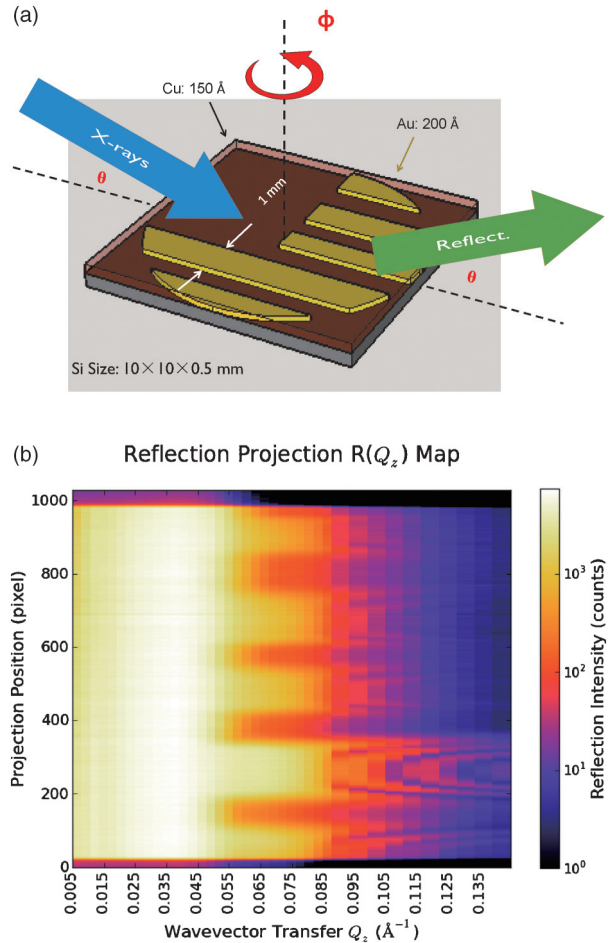 (a)
ϕ
Cu: 150 Å
Au: 200 Å
X-rays
θ
1 mm
Reflect.
θ
Si Size: 10×10×0.5 mm
(b)
Reflection Projection R(Qz) Map
1000
800
600
400
200
0
Projection Position (pixel)
0.005
0.015
0.025
0.035
0.045
0.055
0.065
0.075
0.085
0.095
0.105
0.115
0.125
0.135
Wavevector Transfer Qz (Å⁻¹)
10³
10²
10¹
10⁰
Reflection Intensity (counts)